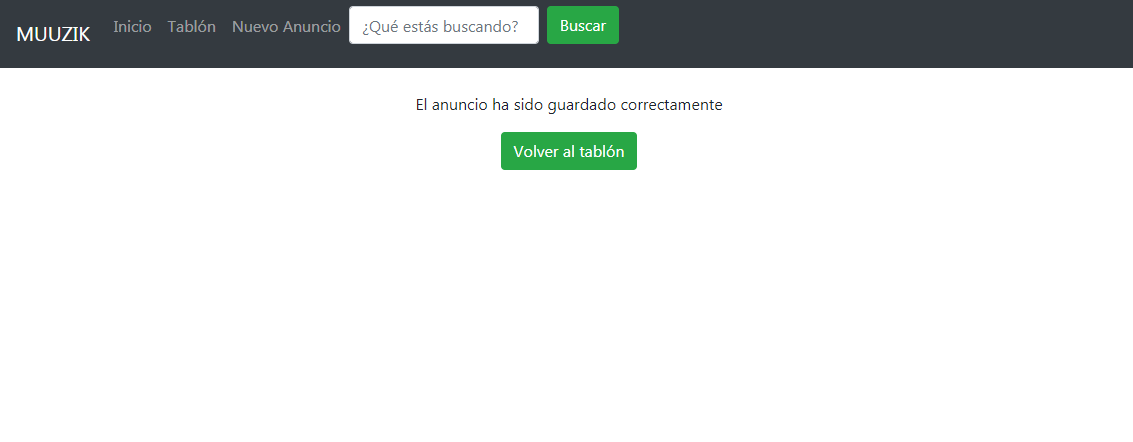 MUUZIK Inicio Tablón Nuevo Anuncio ¿Qué estás buscando? Buscar
El anuncio ha sido guardado correctamente
Volver al tablón